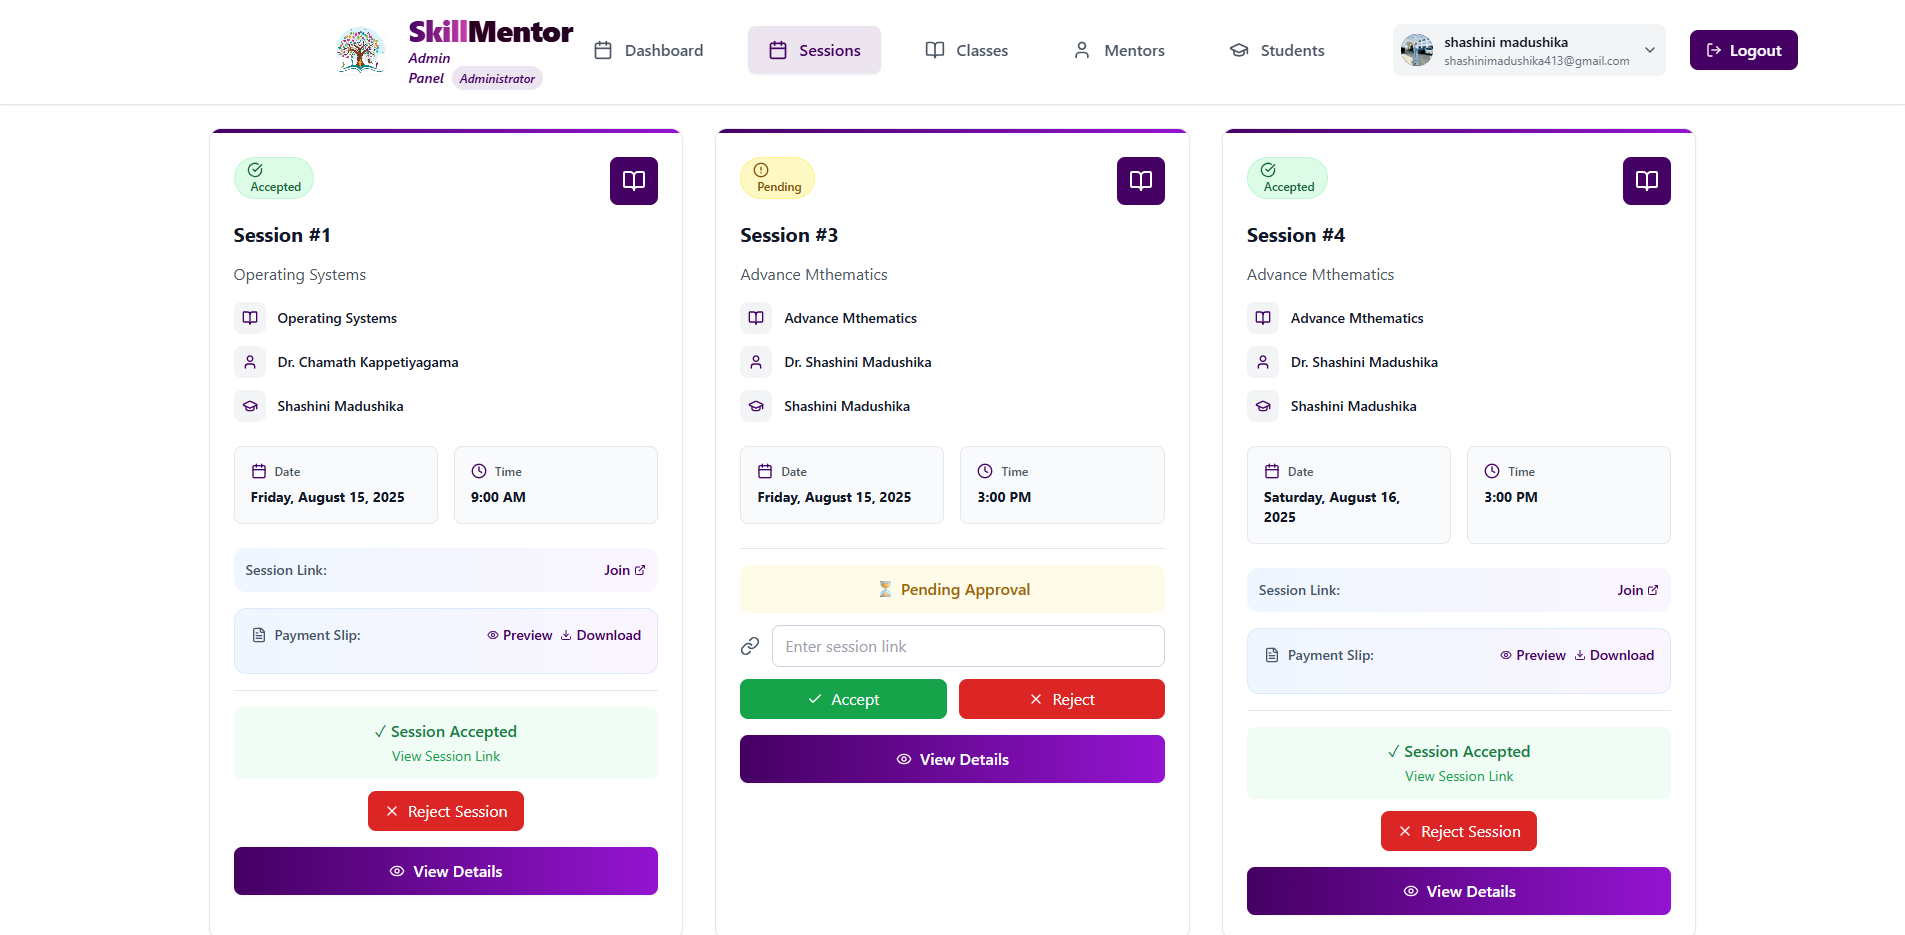 SkillMentor
Admin
Panel Administrator
Dashboard
Sessions
Classes
Mentors
Students
shashini madushika
shashinimadushika413@gmail.com
Logout
Accepted
Session #1
Operating Systems
Operating Systems
Dr. Chamath Kappetiyagama
Shashini Madushika
Date
Friday, August 15, 2025
Time
9:00 AM
Session Link:
Join
Payment Slip:
Preview
Download
✓ Session Accepted
View Session Link
Reject Session
View Details
Pending
Session #3
Advance Mthematics
Advance Mthematics
Dr. Shashini Madushika
Shashini Madushika
Date
Friday, August 15, 2025
Time
3:00 PM
⏳ Pending Approval
Enter session link
Accept
Reject
View Details
Accepted
Session #4
Advance Mthematics
Advance Mthematics
Dr. Shashini Madushika
Shashini Madushika
Date
Saturday, August 16,
2025
Time
3:00 PM
Session Link:
Join
Payment Slip:
Preview
Download
✓ Session Accepted
View Session Link
Reject Session
View Details